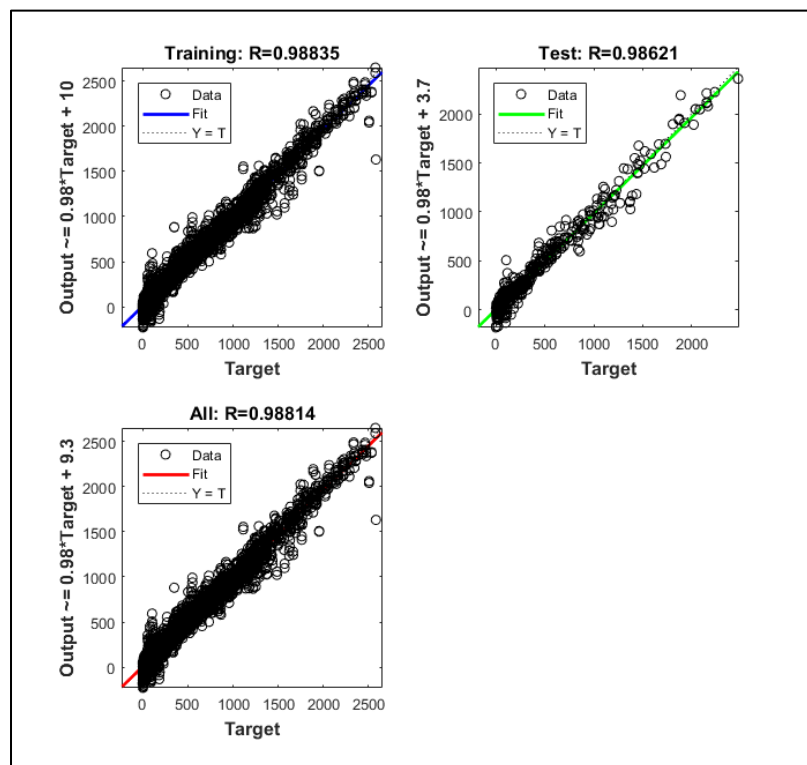 Training: R=0.98835
Output ~= 0.98*Target + 10
2500
2000
1500
1000
500
0
Data
Fit
Y = T
0 500 1000 1500 2000 2500
Target
Test: R=0.98621
Output ~= 0.98*Target + 3.7
2000
1500
1000
500
0
Data
Fit
Y = T
0 500 1000 1500 2000
Target
All: R=0.98814
Output ~= 0.98*Target + 9.3
2500
2000
1500
1000
500
0
Data
Fit
Y = T
0 500 1000 1500 2000 2500
Target